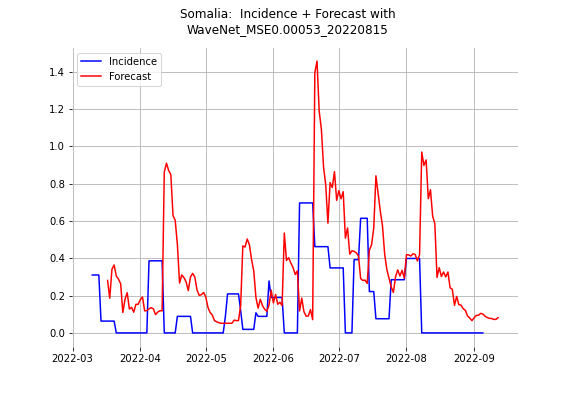 Somalia:  Incidence + Forecast with
WaveNet_MSE0.00053_20220815
Incidence
Forecast
1.4
1.2
1.0
0.8
0.6
0.4
0.2
0.0
2022-03 2022-04 2022-05 2022-06 2022-07 2022-08 2022-09